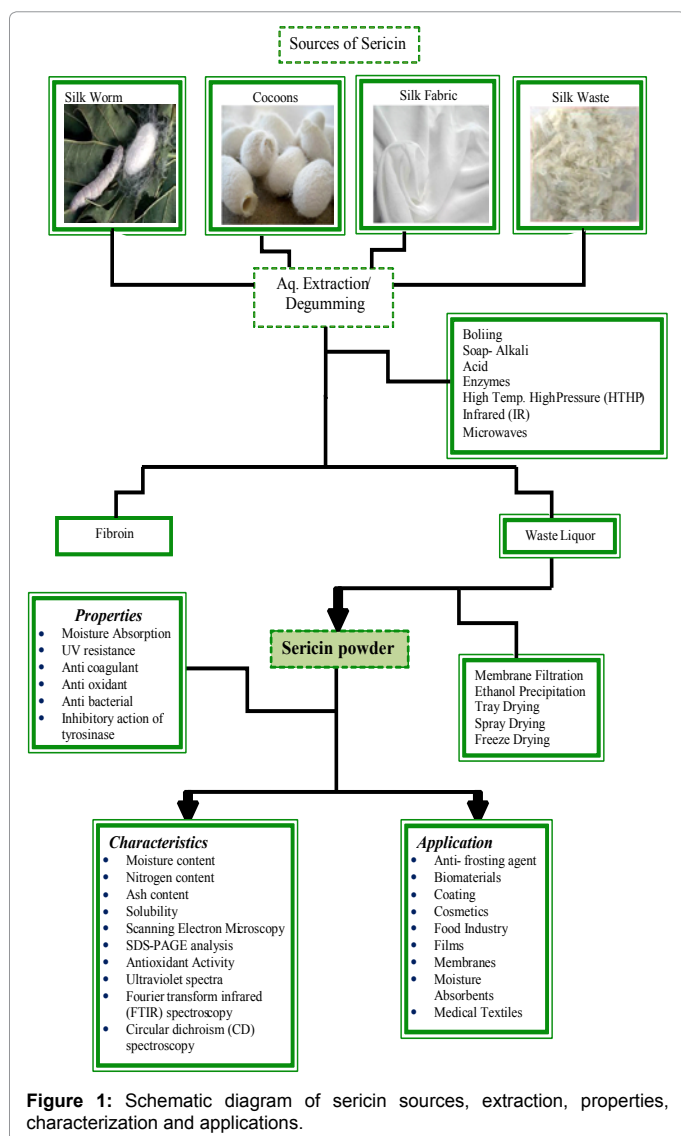 Sources of Sericin
Silk Worm
Cocoons
Silk Fabric
Silk Waste
Aq. Extraction/
Degumming
Boliing
Soap- Alkali
Acid
Enzymes
High Temp. High Pressure (HTHP)
Infrared (IR)
Microwaves
Fibroin
Waste Liquor
Properties
• Moisture Absorption
• UV resistance
• Anti coagulant
• Anti oxidant
• Anti bacterial
• Inhibitory action of
tyrosinase
Sericin powder
Membrane Filtration
Ethanol Precipitation
Tray Drying
Spray Drying
Freeze Drying
Characteristics
• Moisture content
• Nitrogen content
• Ash content
• Solubility
• Scanning Electron Microscopy
• SDS-PAGE analysis
• Antioxidant Activity
• Ultraviolet spectra
• Fourier transform infrared
(FTIR) spectroscopy
• Circular dichroism (CD)
spectroscopy
Application
• Anti- frosting agent
• Biomaterials
• Coating
• Cosmetics
• Food Industry
• Films
• Membranes
• Moisture
Absorbents
• Medical Textiles
Figure 1: Schematic diagram of sericin sources, extraction, properties,
characterization and applications.